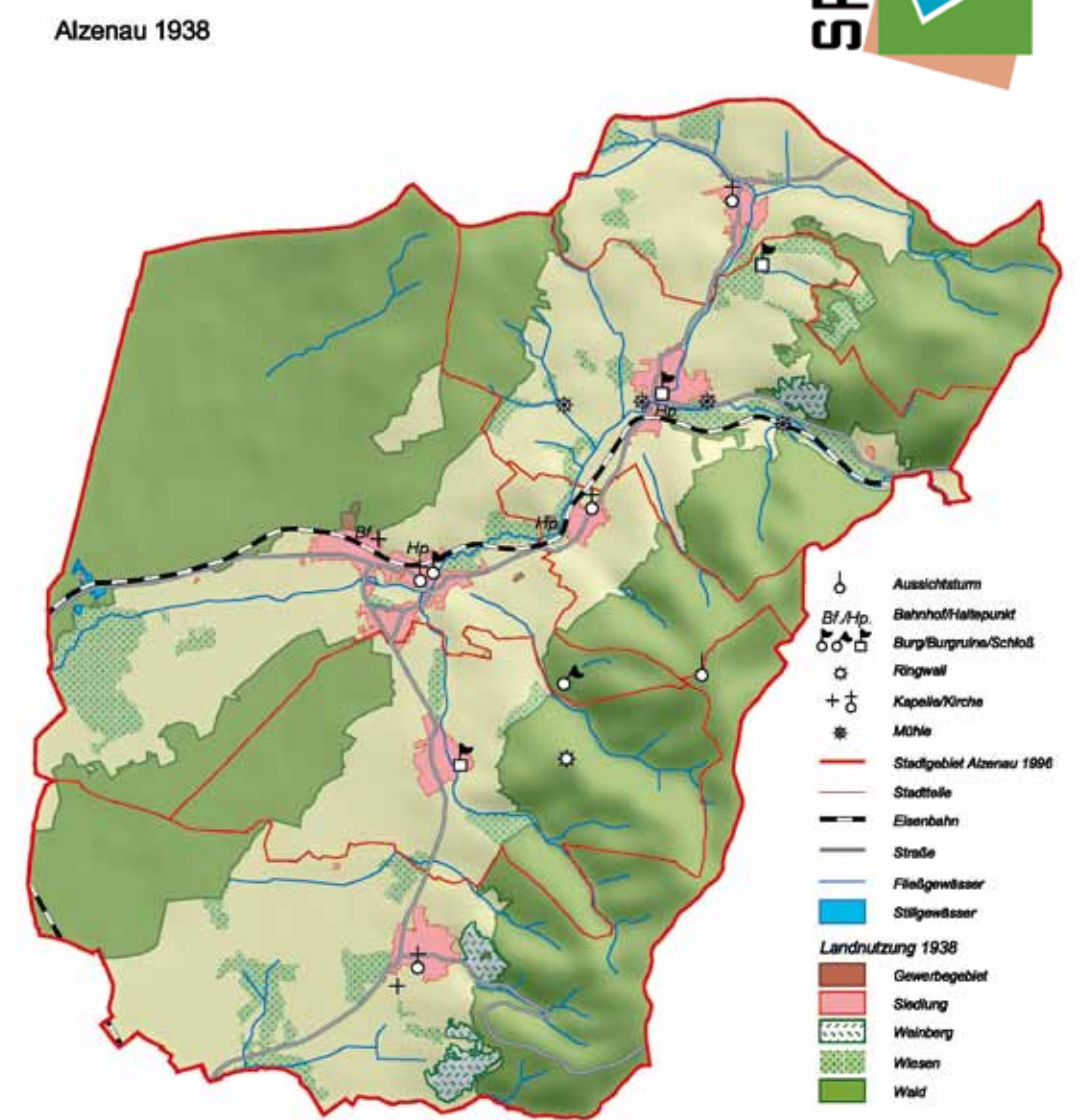 Alzenau 1938
Hp
Hp
Bf
Hp
Aussichtsturm
Bf./Hp. Bahnhof/Haltepunkt
Burg/Burgruine/Schloß
Ringwall
Kapelle/Kirche
Mühle
Stadtgebiet Alzenau 1996
Stadtteile
Eisenbahn
Straße
Fließgewässer
Stillgewässer
Landnutzung 1938
Gewerbegebiet
Siedlung
Weinberg
Wiesen
Wald